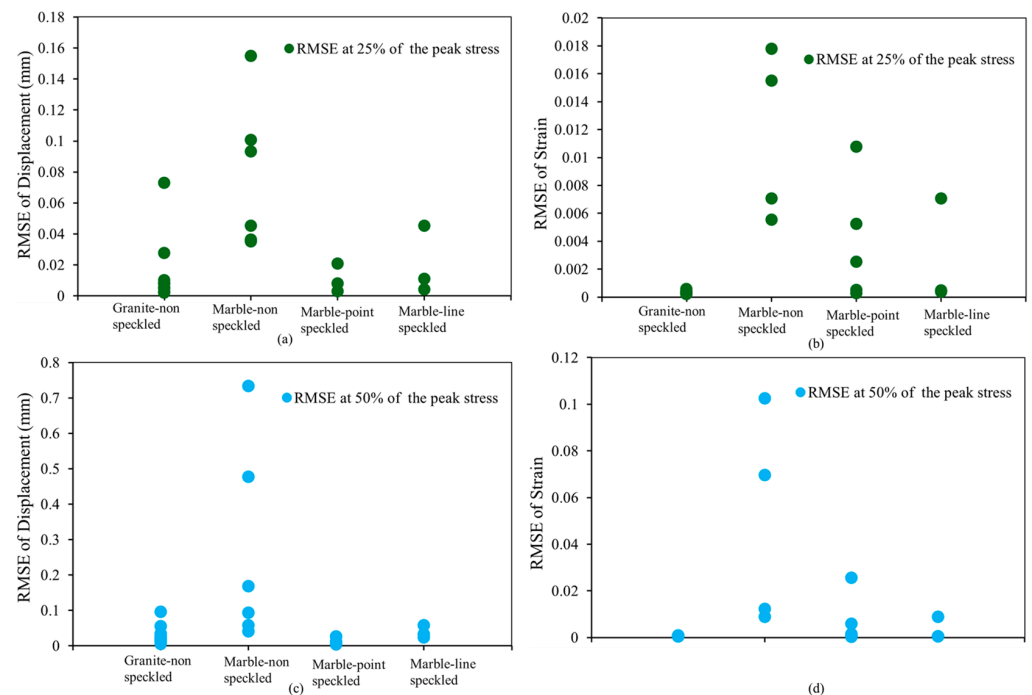 0.18
0.16
0.14
0.12
0.1
0.08
0.06
0.04
0.02
0
RMSE of Displacement (mm)
RMSE at 25% of the peak stress
Granite-non speckled
Marble-non speckled
Marble-point speckled
Marble-line speckled
(a)
0.02
0.018
0.016
0.014
0.012
0.01
0.008
0.006
0.004
0.002
0
RMSE of Strain
RMSE at 25% of the peak stress
Granite-non speckled
Marble-non speckled
Marble-point speckled
Marble-line speckled
(b)
0.8
0.7
0.6
0.5
0.4
0.3
0.2
0.1
0
RMSE of Displacement (mm)
RMSE at 50% of the peak stress
Granite-non speckled
Marble-non speckled
Marble-point speckled
Marble-line speckled
(c)
0.12
0.1
0.08
0.06
0.04
0.02
0
RMSE of Strain
RMSE at 50% of the peak stress
(d)